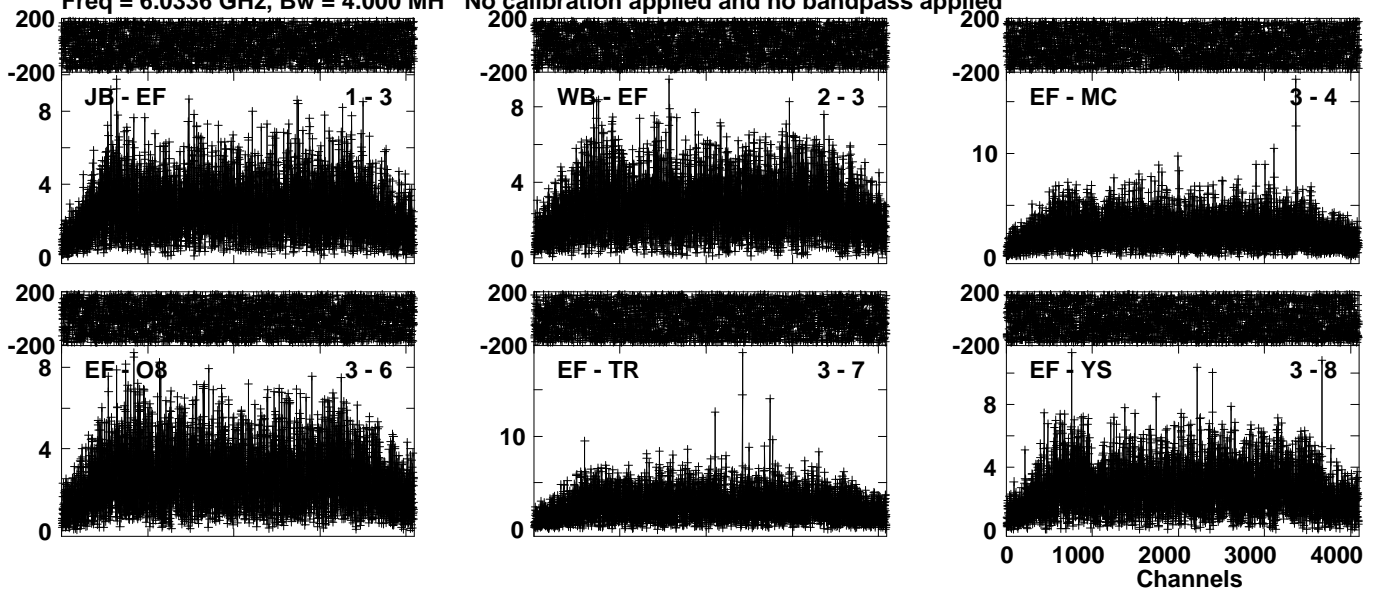 Freq = 6.0336 GHz, Bw = 4.000 MH No calibration applied and no bandpass applied
200 200 200
-200 -200 -200
JB - EF 1 - 3 WB - EF 2 - 3 EF - MC 3 - 4
8 8
10
4 4
0 0 0
200 200 200
-200 -200 -200
EF - O8 3 - 6 EF - TR 3 - 7 EF - YS 3 - 8
8
8
10
4 4
0 0 0
0 1000 2000 3000 4000
Channels